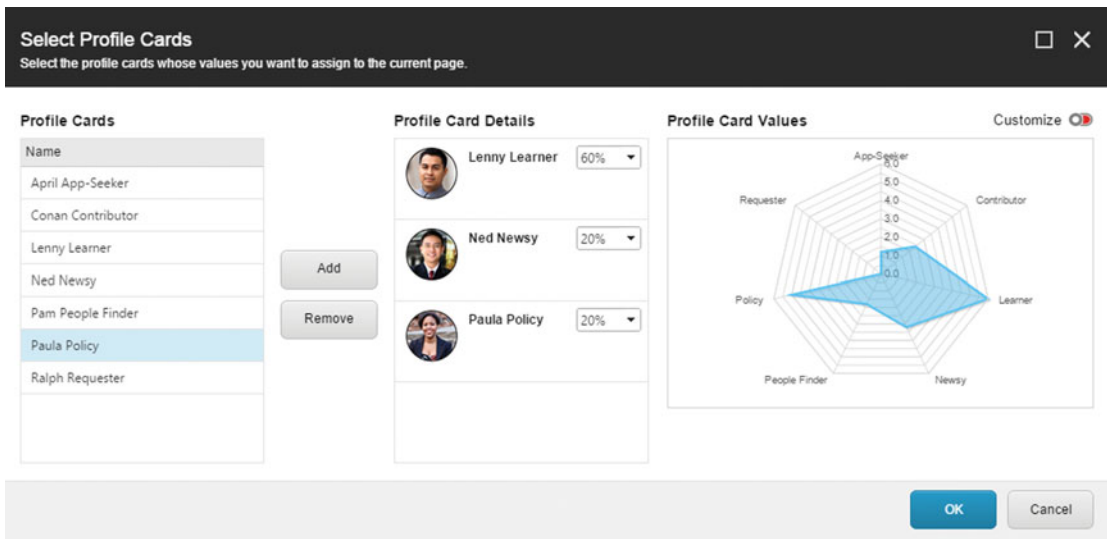 Select Profile Cards
Select the profile cards whose values you want to assign to the current page.
Profile Cards
Name
April App-Seeker
Conan Contributor
Lenny Learner
Ned Newsy
Pam People Finder
Paula Policy
Ralph Requester
Add
Remove
Profile Card Details
Lenny Learner 60%
Ned Newsy 20%
Paula Policy 20%
Profile Card Values Customize
App-Seeker
6.0
5.0
Requester 4.0 Contributor
3.0
2.0
1.0
0.0
Policy Learner
People Finder Newsy
OK Cancel